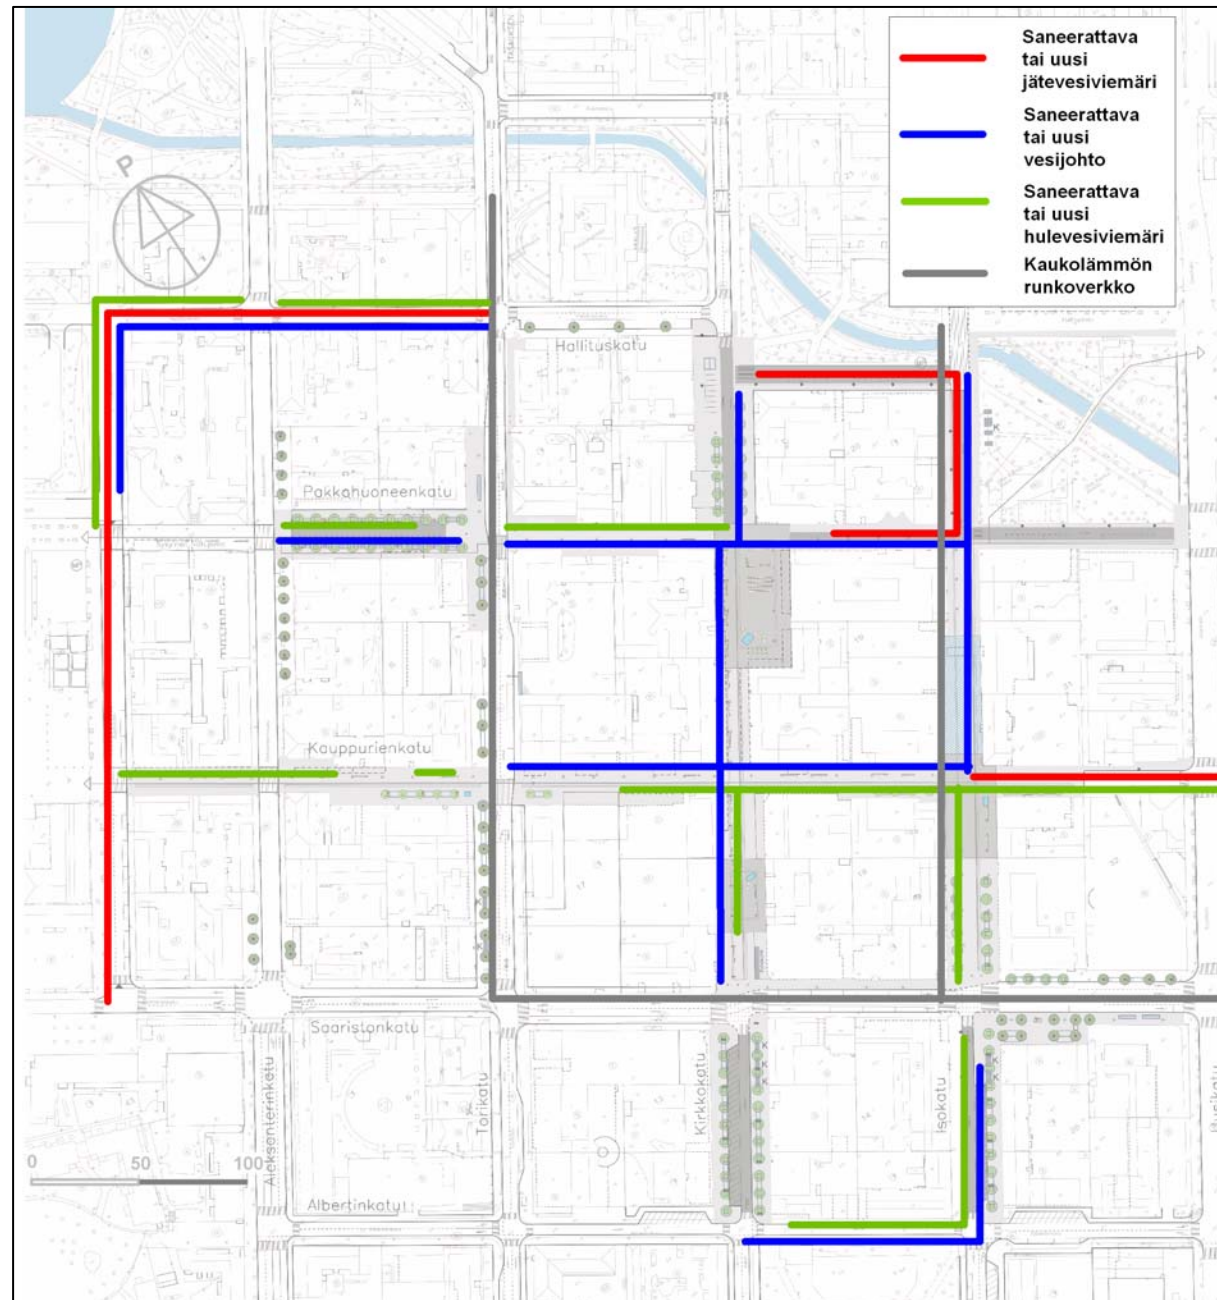 Saneerattava
tai uusi
jätevesiviemäri
Saneerattava
tai uusi
vesijohto
Saneerattava
tai uusi
hulevesiviemäri
Kaukolämmön
runkoverkko
P
Hallituskatu
Pakkahuoneenkatu
Kauppurienkatu
Saaristonkatu
Aleksanterinkatu
Torikatu
Kirkkokatu
Isokatu
0 50 100
Albertinkatu